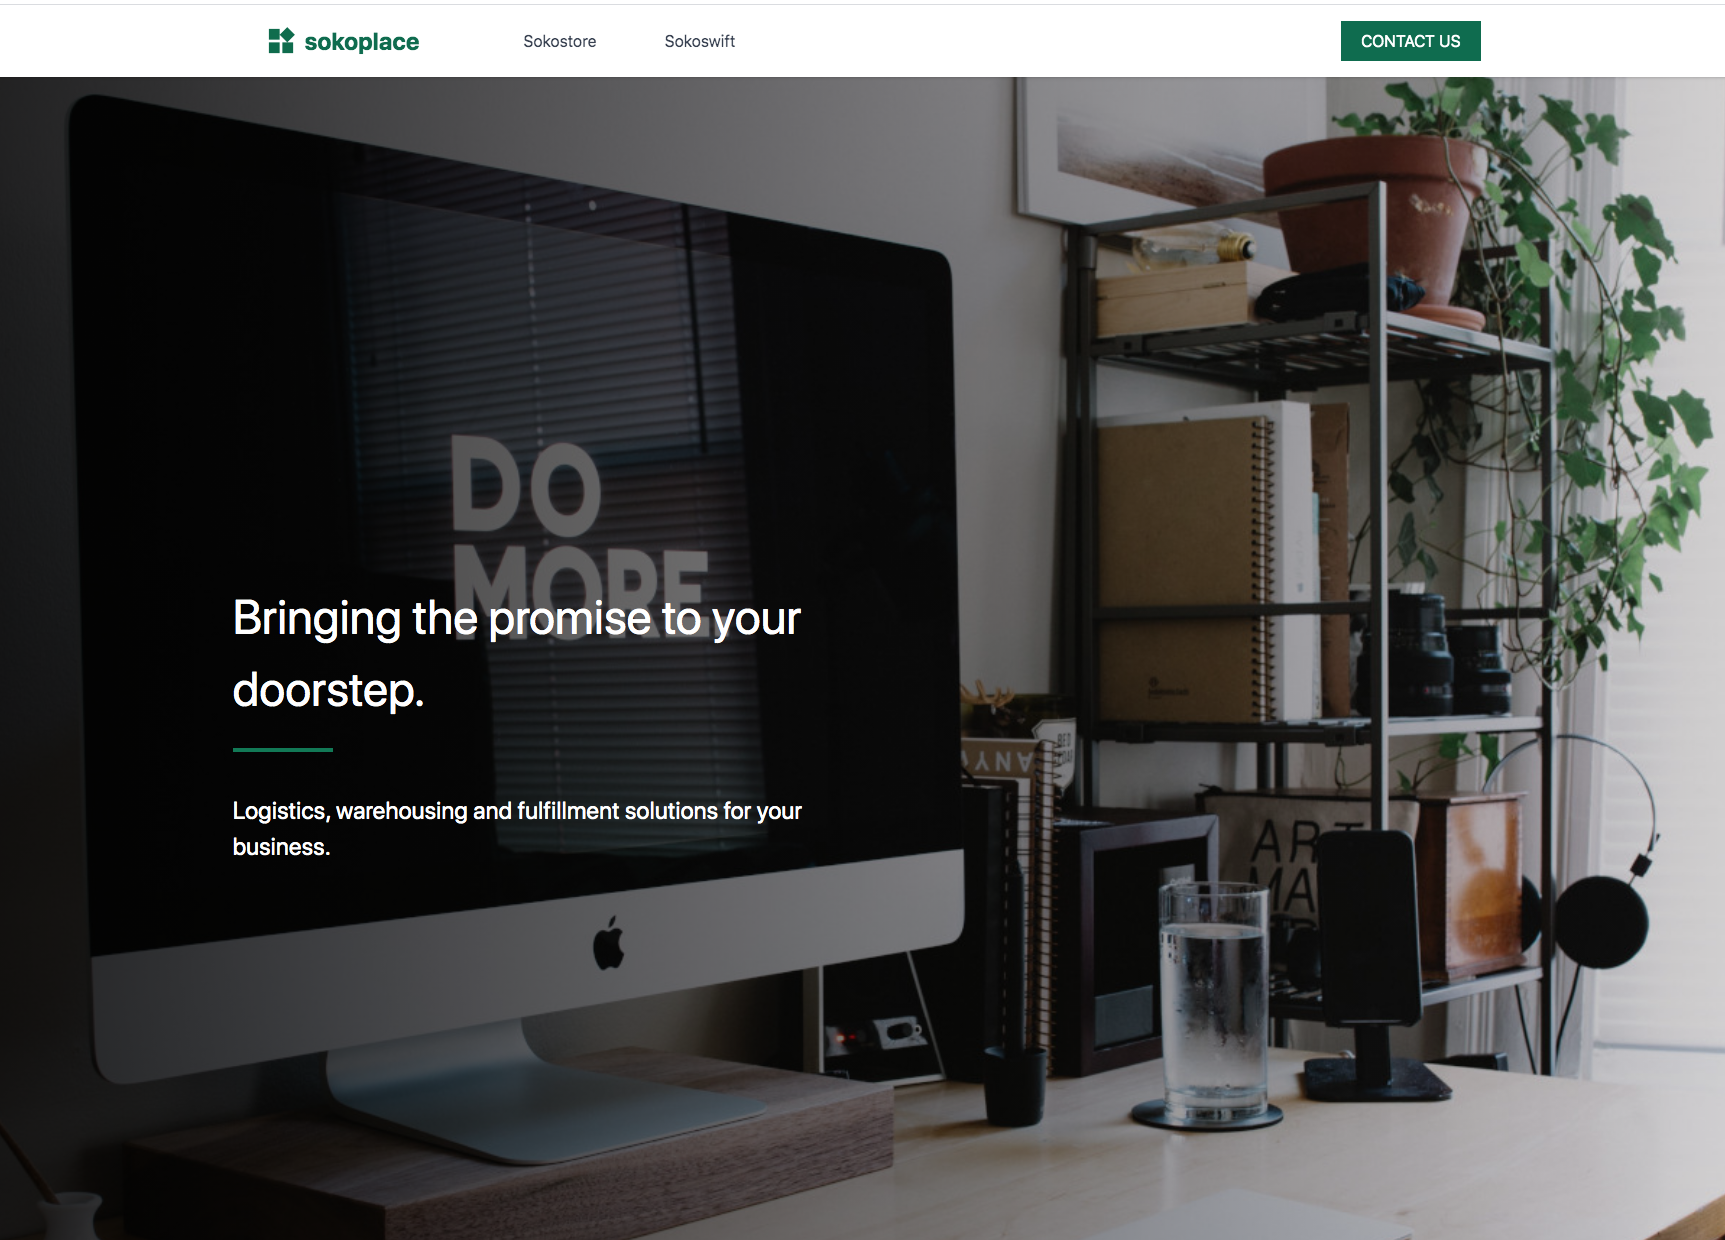 sokoplace
Sokostore
Sokoswift
CONTACT US
DO
MORE
Bringing the promise to your
doorstep.
Logistics, warehousing and fulfillment solutions for your
business.